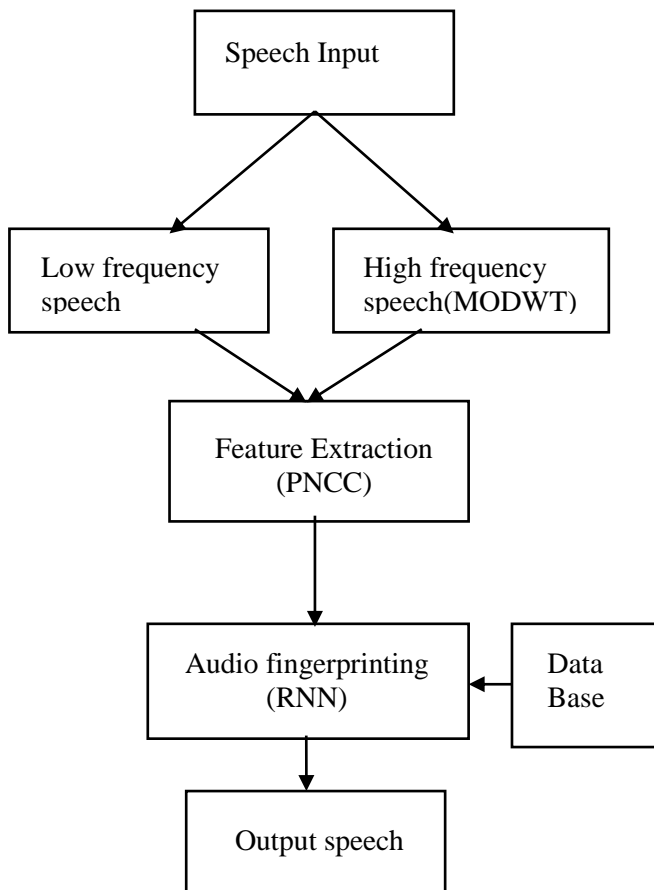 Speech Input
Low frequency
speech
High frequency
speech(MODWT)
Feature Extraction
(PNCC)
Audio fingerprinting
(RNN)
Data
Base
Output speech